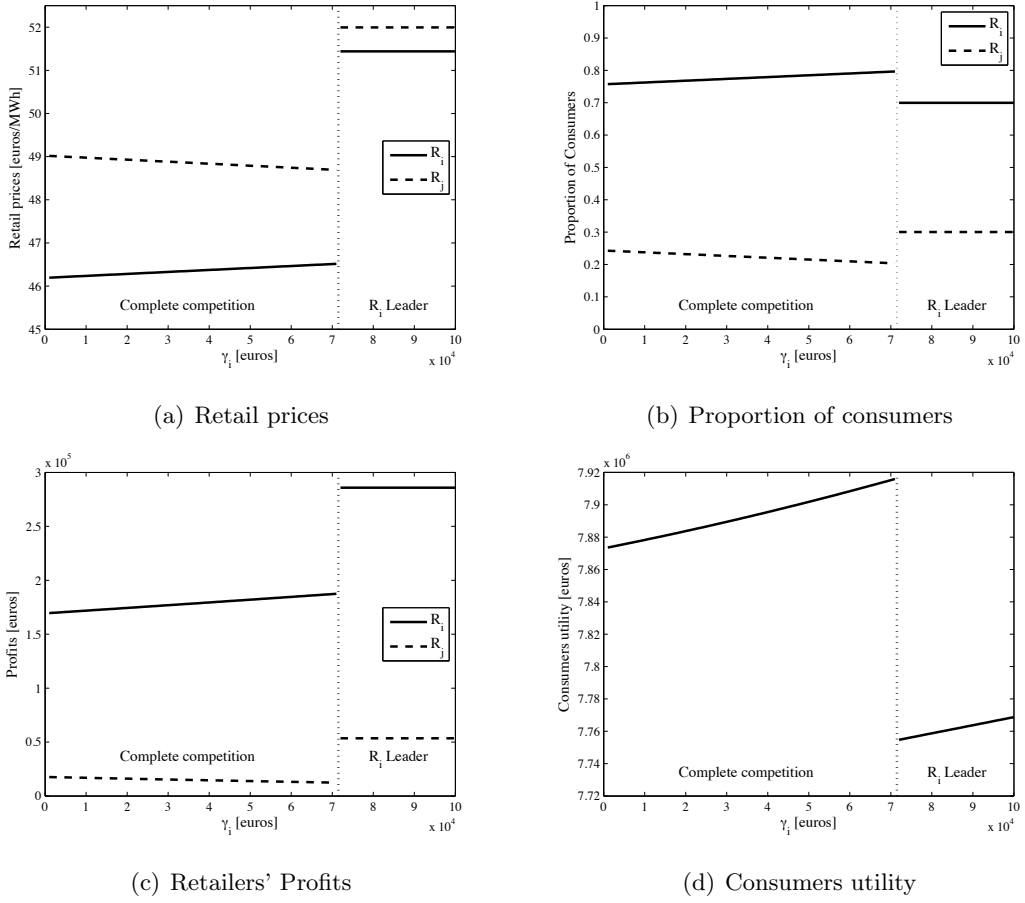 52
51
50
49
48
47
46
45
Retail prices [euros/MWh]
R_i
R_j
Complete competition
R_i Leader
0 1 2 3 4 5 6 7 8 9 10
x 10^4
γ_i [euros]
(a) Retail prices
1
0.9
0.8
0.7
0.6
0.5
0.4
0.3
0.2
0.1
0
Proportion of Consumers
R_i
R_j
Complete competition
R_i Leader
0 1 2 3 4 5 6 7 8 9 10
x 10^4
γ_i [euros]
(b) Proportion of consumers
x 10^5
3
2.5
2
1.5
1
0.5
0
Profits [euros]
R_i
R_j
Complete competition
R_i Leader
0 1 2 3 4 5 6 7 8 9 10
x 10^4
γ_i [euros]
(c) Retailers' Profits
x 10^6
7.92
7.9
7.88
7.86
7.84
7.82
7.8
7.78
7.76
7.74
7.72
Consumers utility [euros]
Complete competition
R_i Leader
0 1 2 3 4 5 6 7 8 9 10
x 10^4
γ_i [euros]
(d) Consumers utility